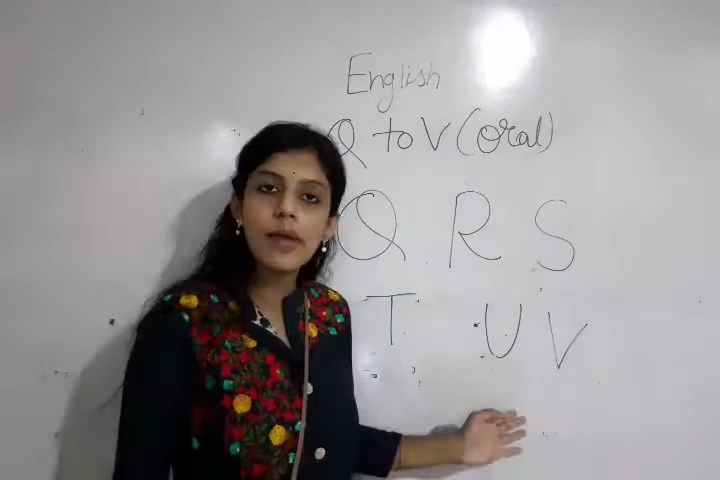 English
Q to V (Oral)
Q R S
T U V